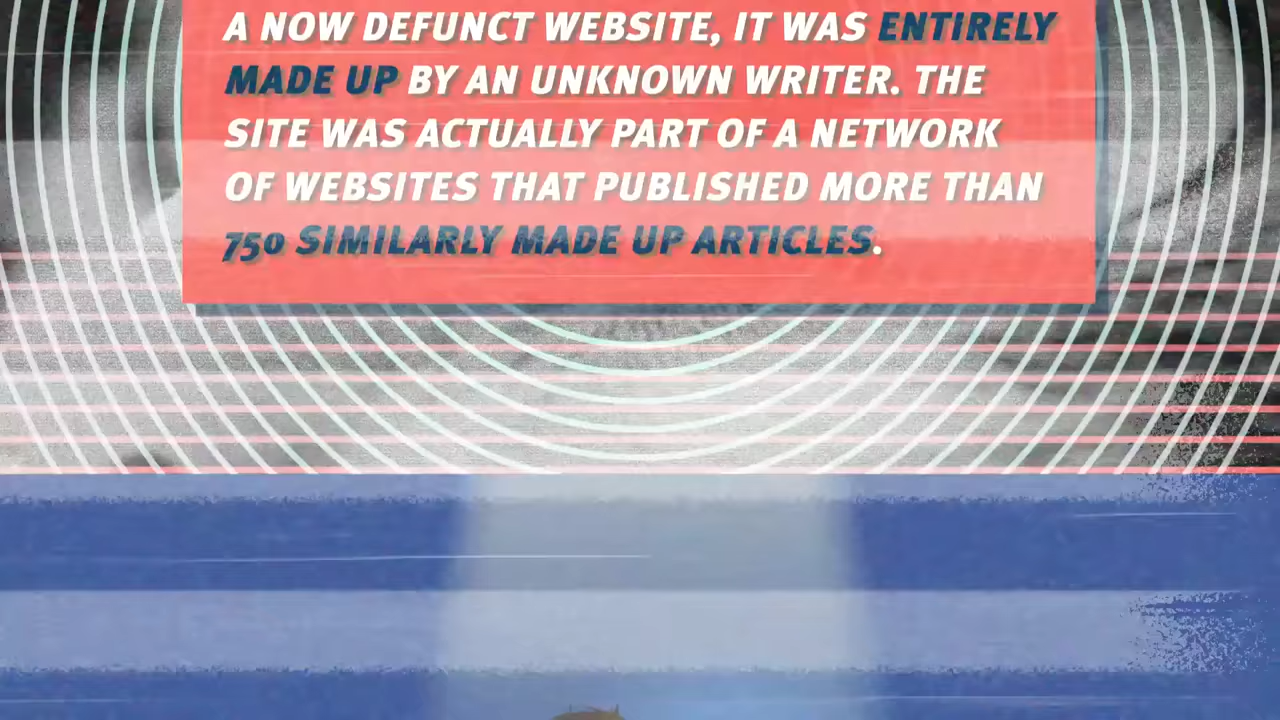 A NOW DEFUNCT WEBSITE, IT WAS ENTIRELY
MADE UP BY AN UNKNOWN WRITER. THE
SITE WAS ACTUALLY PART OF A NETWORK
OF WEBSITES THAT PUBLISHED MORE THAN
750 SIMILARLY MADE UP ARTICLES.